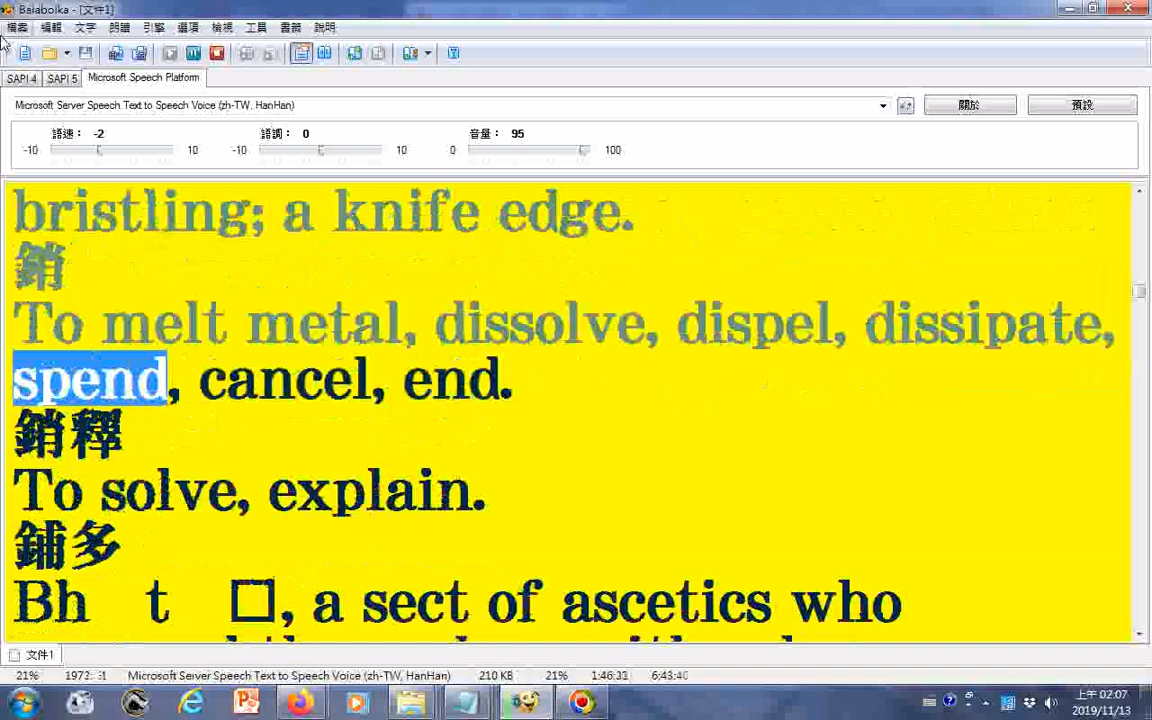 Balabolka - [文件1]
檔案 編輯 文字 朗讀 引擎 選項 檢視 工具 書籤 說明
SAPI 4 SAPI 5 Microsoft Speech Platform
Microsoft Server Speech Text to Speech Voice (zh-TW, HanHan) 關於 預設
語速： -2 語調： 0 音量： 95
-10 10 -10 10 0 100
bristling; a knife edge.
銷
To melt metal, dissolve, dispel, dissipate,
spend, cancel, end.
銷釋
To solve, explain.
鋪多
Bh t □, a sect of ascetics who
文件1
21% 1972: 31 Microsoft Server Speech Text to Speech Voice (zh-TW, HanHan) 210 KB 21% 1:46:33 6:43:40
上午 02:07
2019/11/13